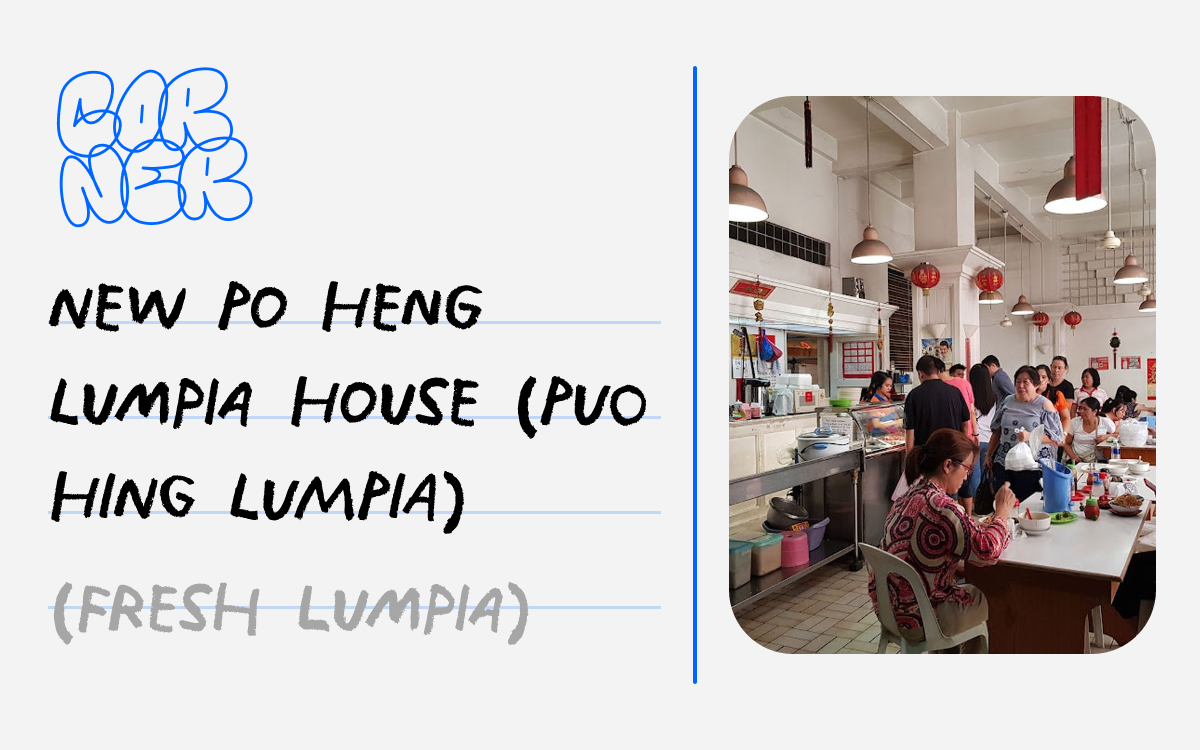 COR
NER
NEW PO HENG
LUMPIA HOUSE (PUO
HING LUMPIA)
(FRESH LUMPIA)